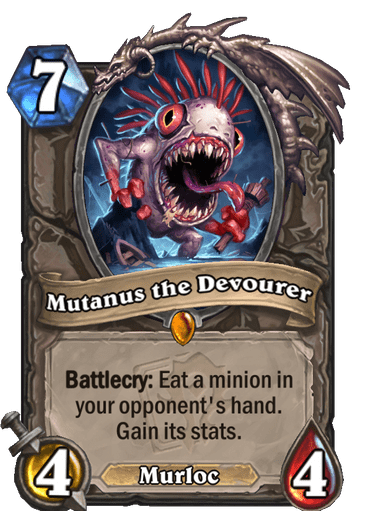 7
Mutanus the Devourer
Battlecry: Eat a minion in
your opponent's hand.
Gain its stats.
4
Murloc
4